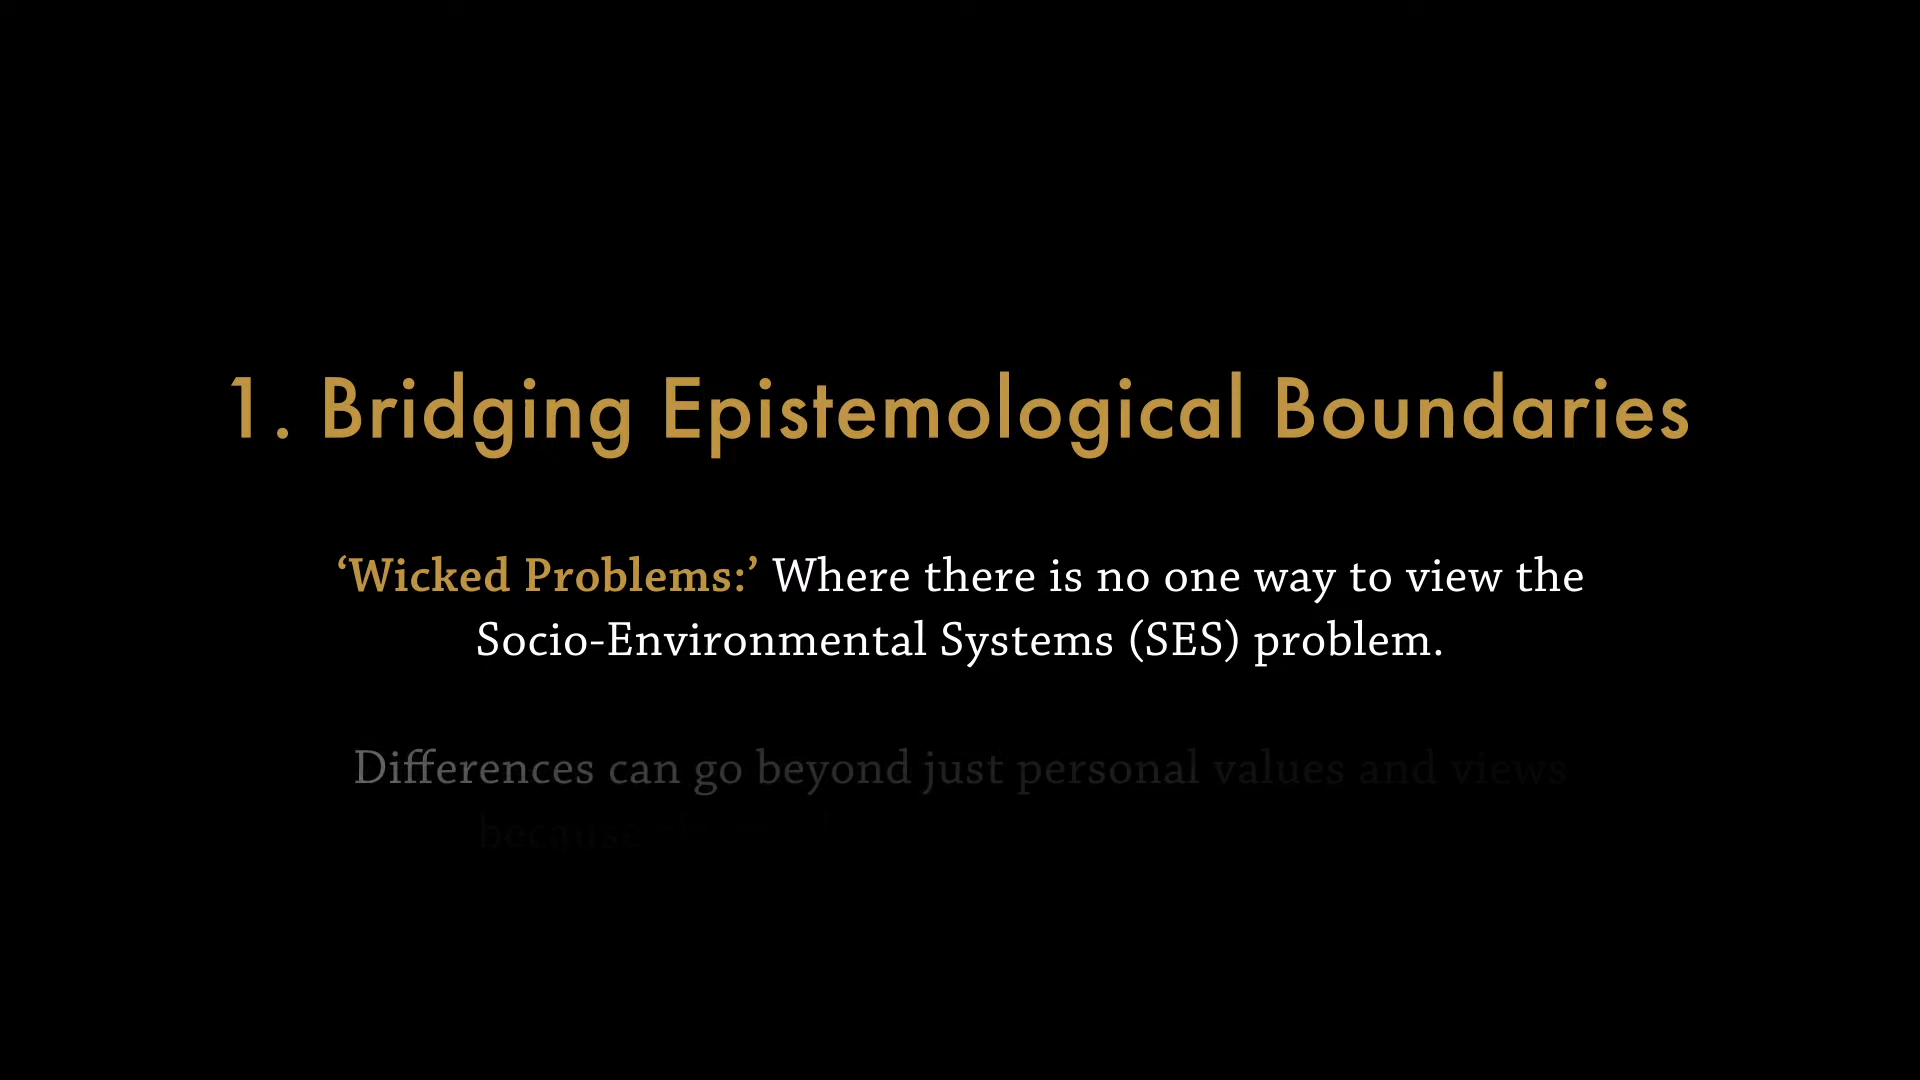 1. Bridging Epistemological Boundaries
‘Wicked Problems:’ Where there is no one way to view the
Socio-Environmental Systems (SES) problem.
Differences can go beyond just personal values and views
because